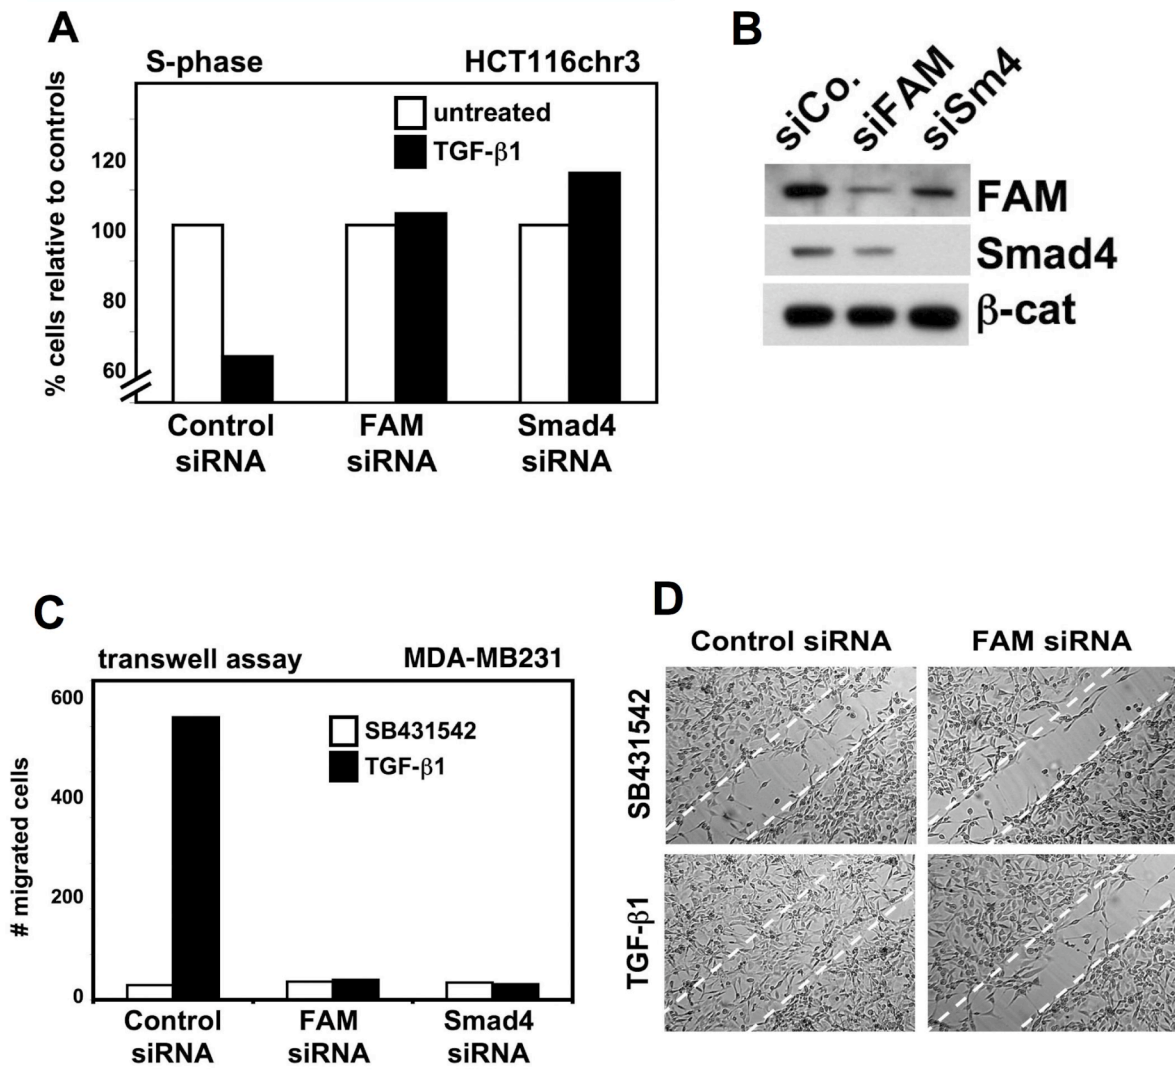 A
S-phase HCT116chr3
% cells relative to controls
untreated
TGF-β1
120
100
80
60
Control siRNA
FAM siRNA
Smad4 siRNA
B
siCo. siFAM siSm4
FAM
Smad4
β-cat
C
transwell assay MDA-MB231
# migrated cells
SB431542
TGF-β1
600
400
200
0
Control siRNA
FAM siRNA
Smad4 siRNA
D
Control siRNA FAM siRNA
SB431542
TGF-β1